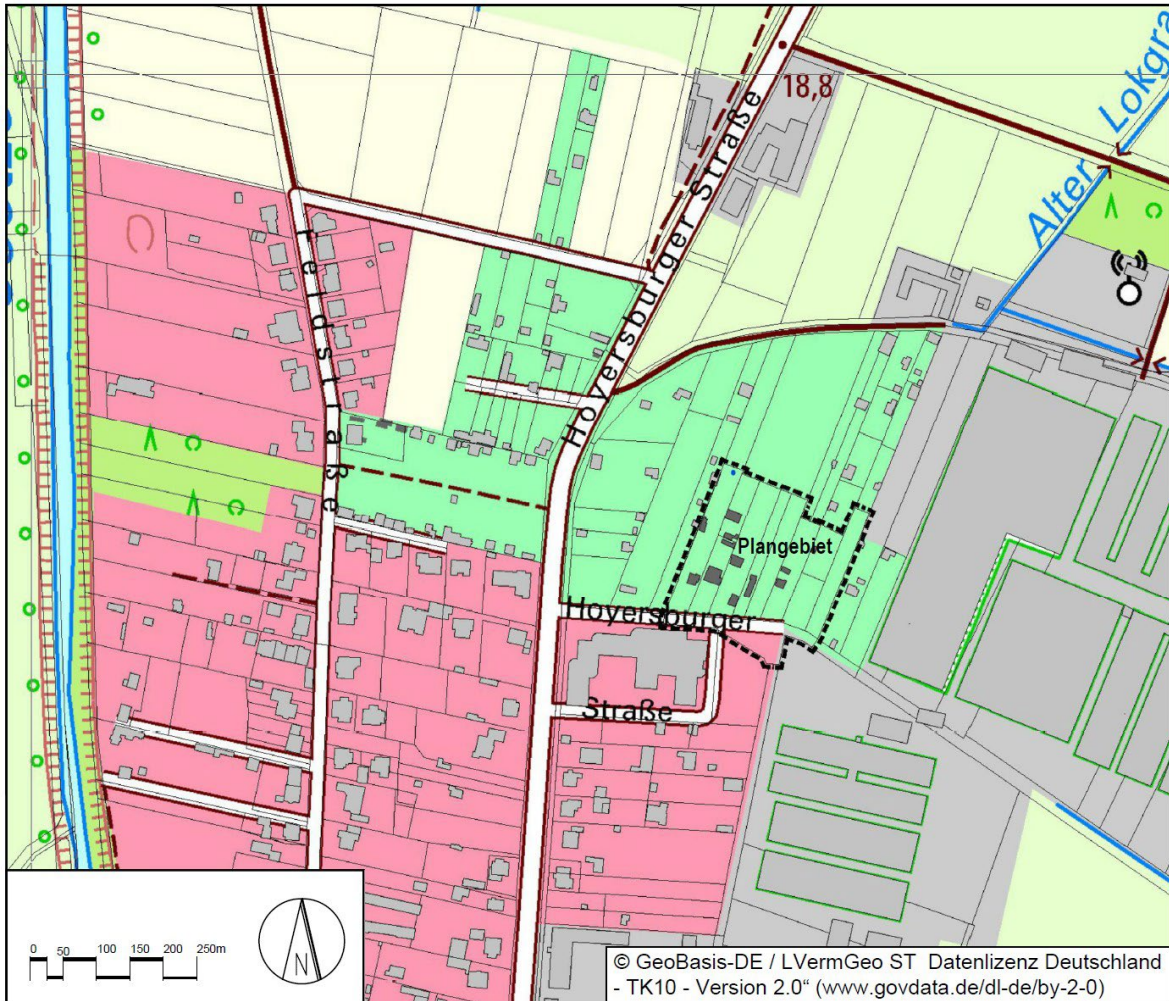 Lokgra
18,8
Alter
Hoyersburger Straße
Feldstraße
Plangebiet
Hoyersburger
Straße
0 50 100 150 200 250m
N
© GeoBasis-DE / LVermGeo ST Datenlizenz Deutschland
- TK10 - Version 2.0“ (www.govdata.de/dl-de/by-2-0)